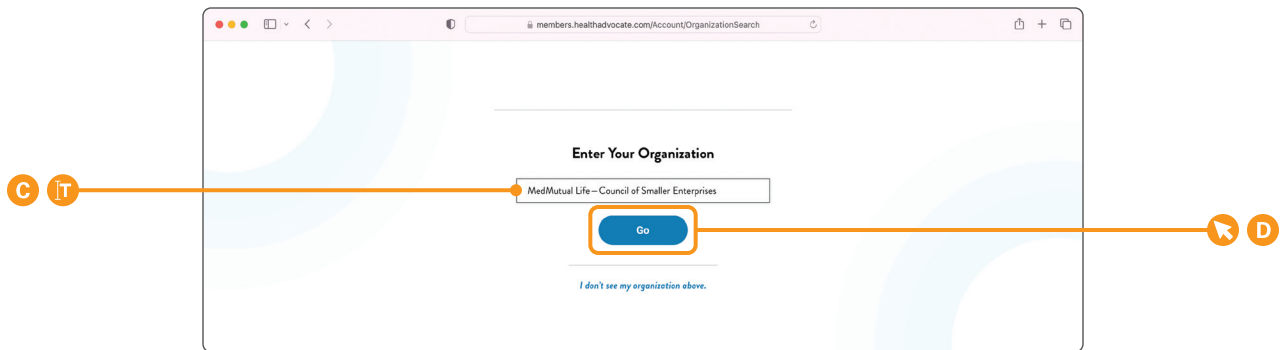 members.healthadvocate.com/Account/OrganizationSearch
Enter Your Organization
C T MedMutual Life—Council of Smaller Enterprises
Go D
I don't see my organization above.